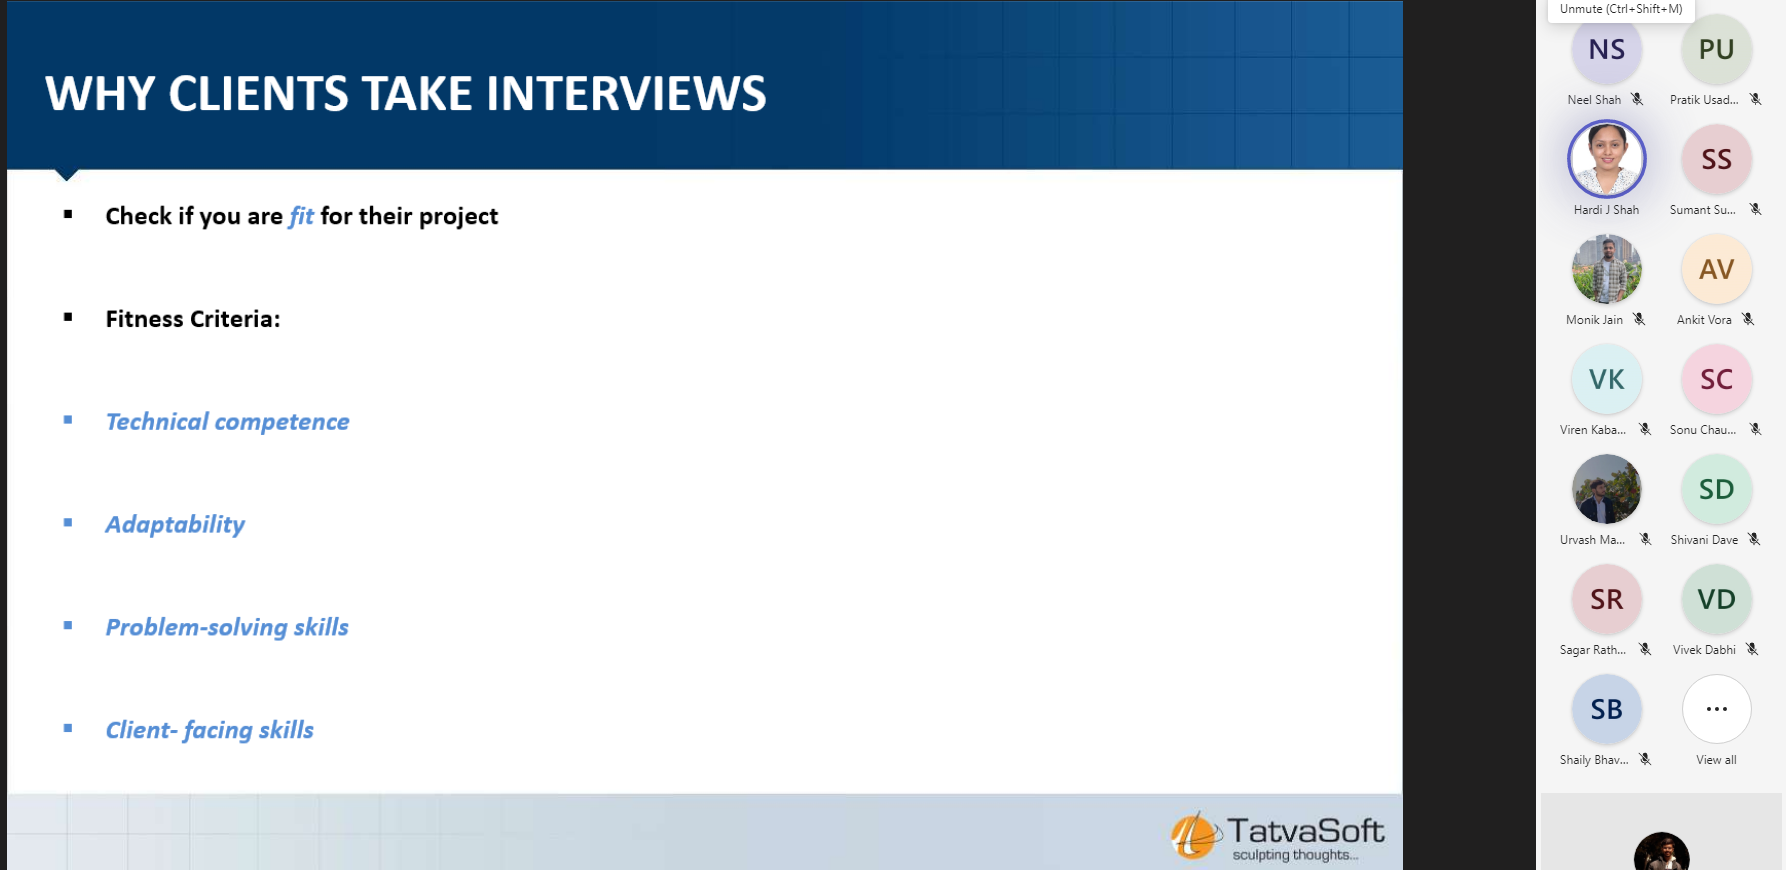 WHY CLIENTS TAKE INTERVIEWS
▪ Check if you are fit for their project
▪ Fitness Criteria:
▪ Technical competence
▪ Adaptability
▪ Problem-solving skills
▪ Client- facing skills
TatvaSoft
sculpting thoughts...
Unmute (Ctrl+Shift+M)
NS PU
Neel Shah Pratik Usad...
SS
Hardi J Shah Sumant Su...
AV
Monik Jain Ankit Vora
VK SC
Viren Kaba... Sonu Chau...
SD
Urvash Ma... Shivani Dave
SR VD
Sagar Rath... Vivek Dabhi
SB ...
Shaily Bhav... View all